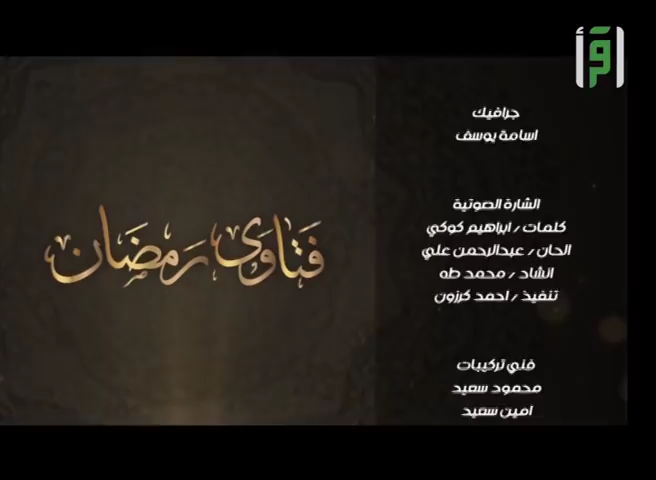 اقرأ
جرافيك
اسامة يوسف
فتاوى رمضان
الشارة الصوتية
كلمات / ابراهيم كوكي
الحان / عبدالرحمن علي
انشاد / محمد طه
تنفيذ / احمد كرزون
فني تركيبات
محمود سعيد
أمين سعيد